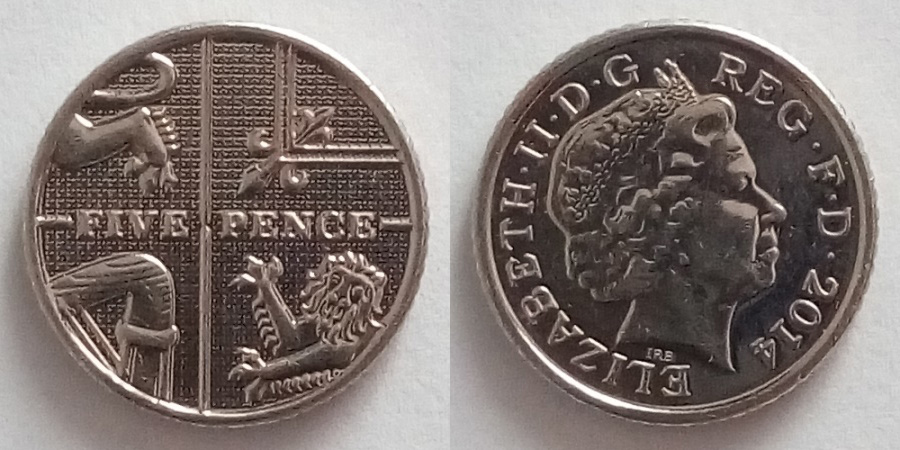 FIVE PENCE
ELIZABETH·II·D·G REG·F·D·2014
IRB